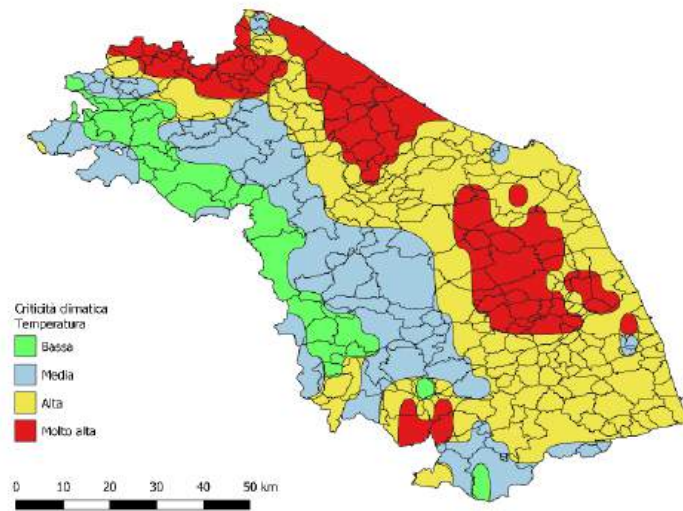 Criticità climatica
Temperatura
Bassa
Media
Alta
Molto alta
0 10 20 30 40 50 km